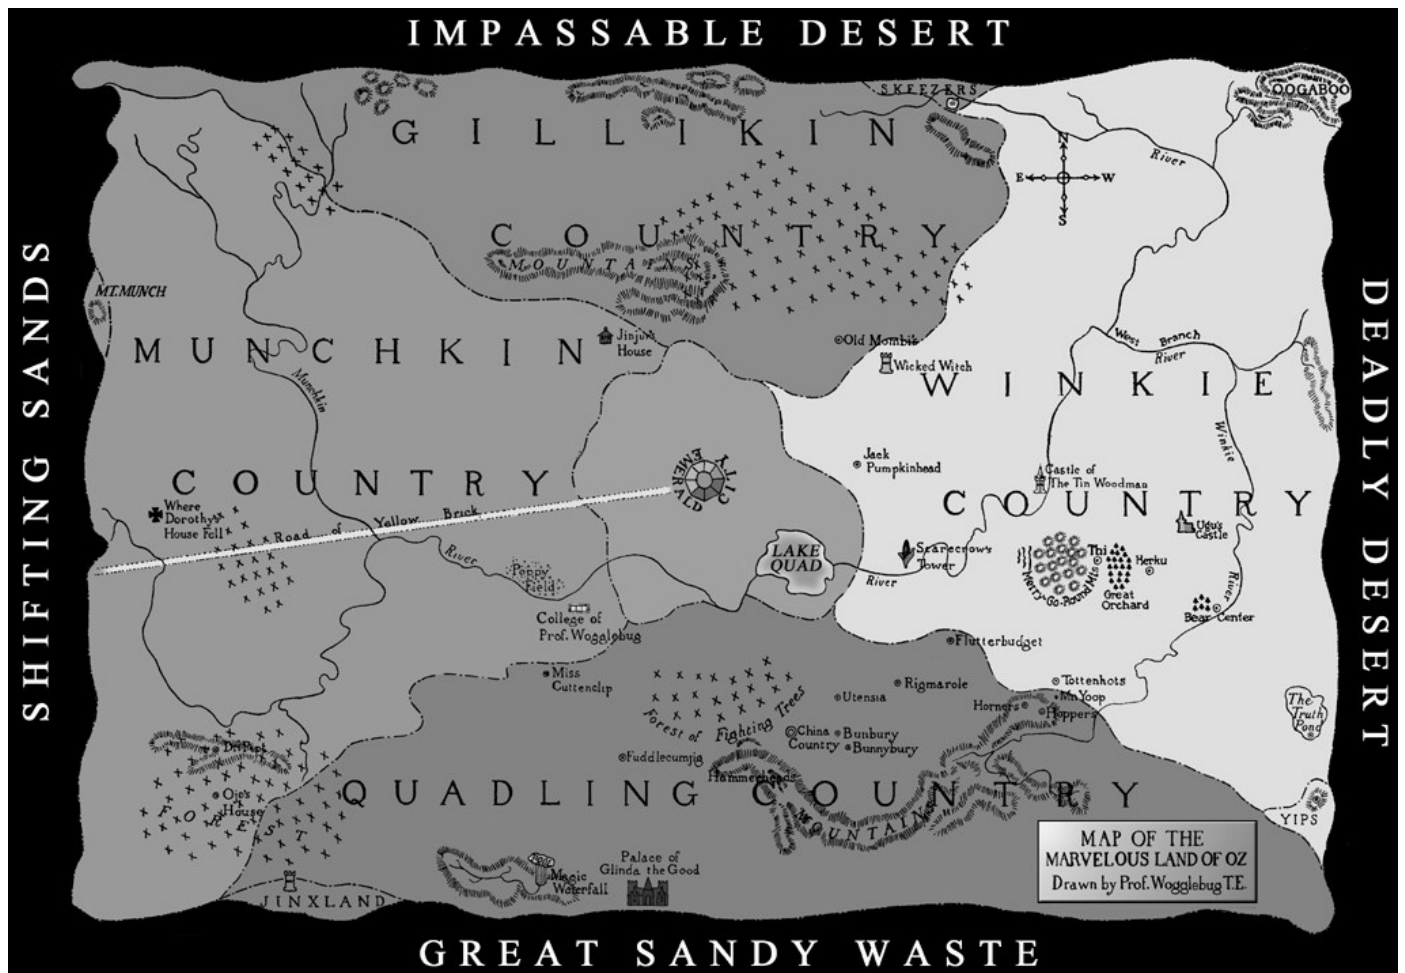 IMPASSABLE DESERT
SKEEZERS
OOGABOO
GILLIKIN
N
River
E W
S
COUNTRY
MOUNTAINS
MT. MUNCH
SHIFTING SANDS
DEADLY DESERT
MUNCHKIN
Jinjur's
House
Old Mombi's
West Branch
River
Wicked Witch
WINKIE
Munchkin
Winkie
Jack
Pumpkinhead
EMERALD CITY
Castle of
The Tin Woodman
COUNTRY
COUNTRY
Where
Dorothy's
House Fell
Road of Yellow Brick
Ugu's
Castle
River
LAKE
QUAD
Scarecrow's
Tower
River
Thi
Herku
Merry-Go-Round Mts
Great
Orchard
River
Poppy
Field
College of
Prof. Wogglebug
Bear Center
Flutterbudget
Miss
Cuttenclip
Rigmarole
Tottenhots
Utensia
Mr. Yoop
Horners
Hoppers
The
Truth
Pond
Forest of Fighting Trees
China
Country
Bunbury
Bunnybury
Fuddlecumjig
Hammerheads
QUADLING COUNTRY
Ojo's
House
FOREST
MOUNTAINS
YIPS
MAP OF THE
MARVELOUS LAND OF OZ
Drawn by Prof. Wogglebug T.E.
Palace of
Glinda the Good
Magic
Waterfall
JINXLAND
GREAT SANDY WASTE